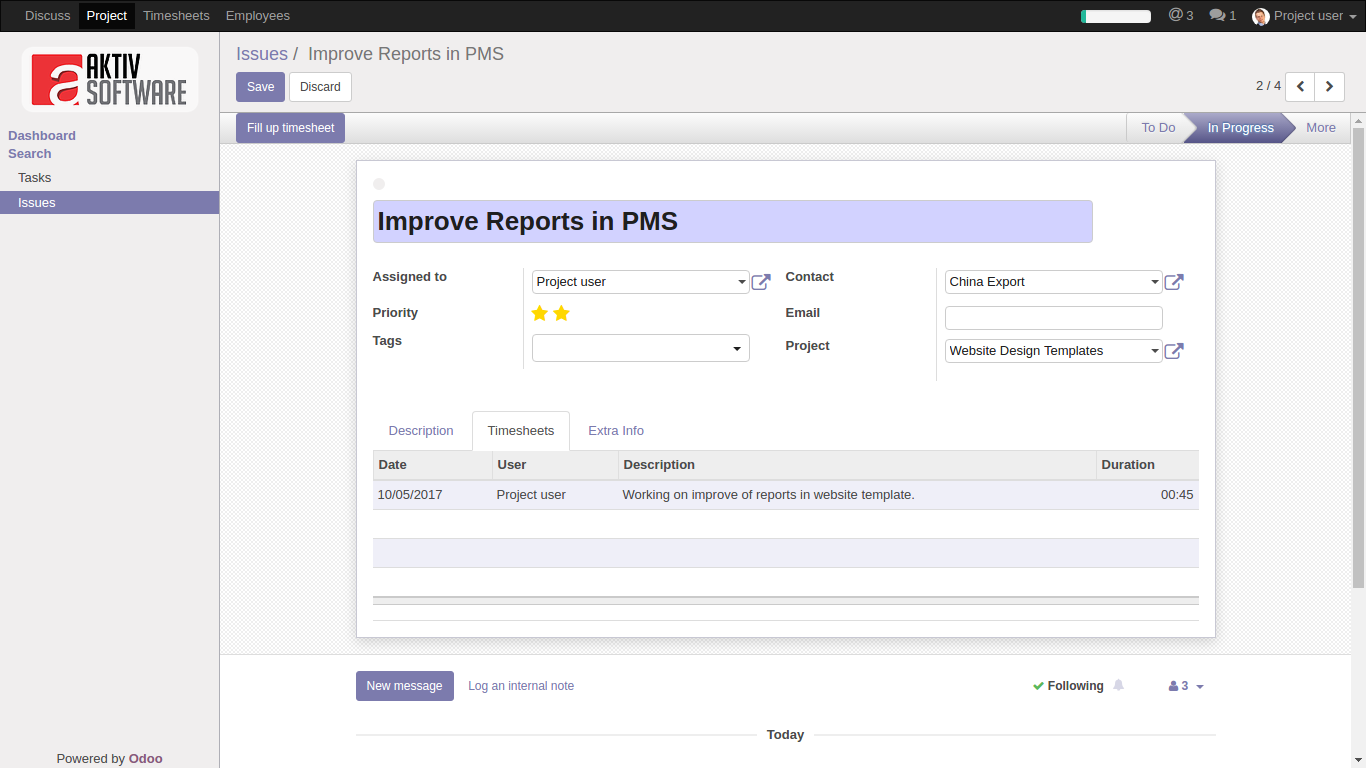 Discuss Project Timesheets Employees @3 1 Project user
AKTIV
SOFTWARE
Dashboard
Search
Tasks
Issues
Powered by Odoo
Issues / Improve Reports in PMS
Save Discard 2 / 4
Fill up timesheet To Do In Progress More
Improve Reports in PMS
Assigned to Project user Contact China Export
Priority Email
Tags Project Website Design Templates
Description Timesheets Extra Info
Date User Description Duration
10/05/2017 Project user Working on improve of reports in website template. 00:45
New message Log an internal note Following 3
Today